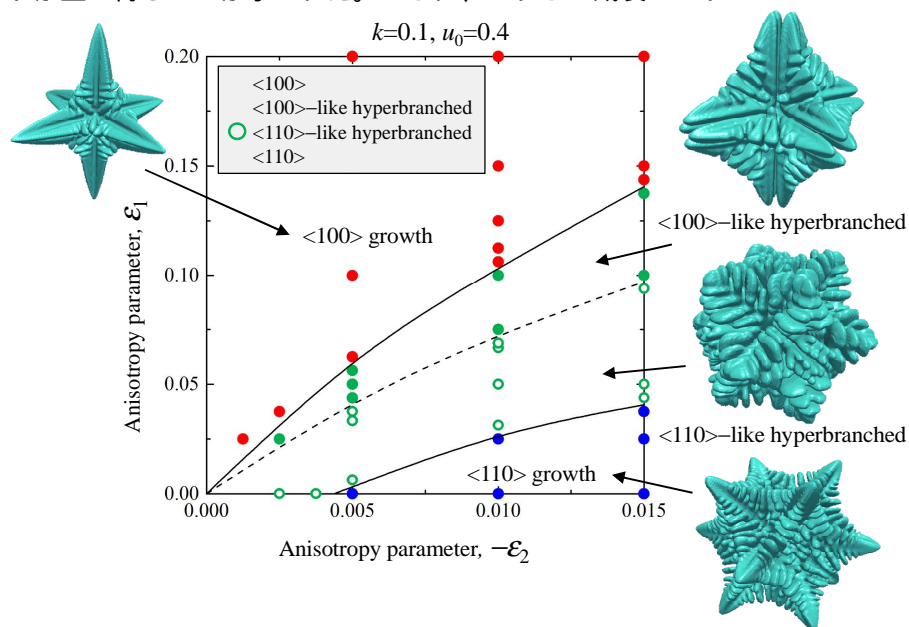 k=0.1, u0=0.4
0.20
0.15
0.10
0.05
0.00
<100>
<100>−like hyperbranched
<110>−like hyperbranched
<110>
<100> growth
<100>−like hyperbranched
<110>−like hyperbranched
<110> growth
Anisotropy parameter, ε1
0.000
0.005
0.010
0.015
Anisotropy parameter, −ε2